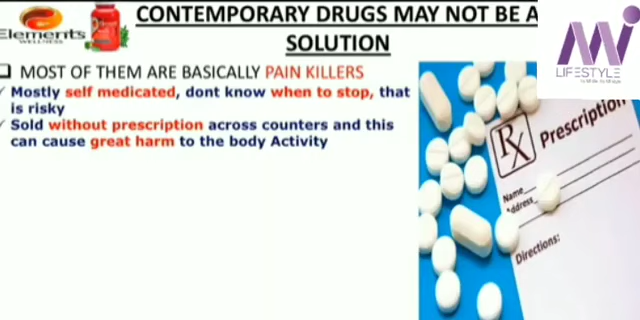 Elements
WELLNESS
CONTEMPORARY DRUGS MAY NOT BE A
SOLUTION
MI
LIFESTYLE
MOST OF THEM ARE BASICALLY PAIN KILLERS
Mostly self medicated, dont know when to stop, that
is risky
Sold without prescription across counters and this
can cause great harm to the body Activity
Rx
Prescription
Name
Address
Directions: